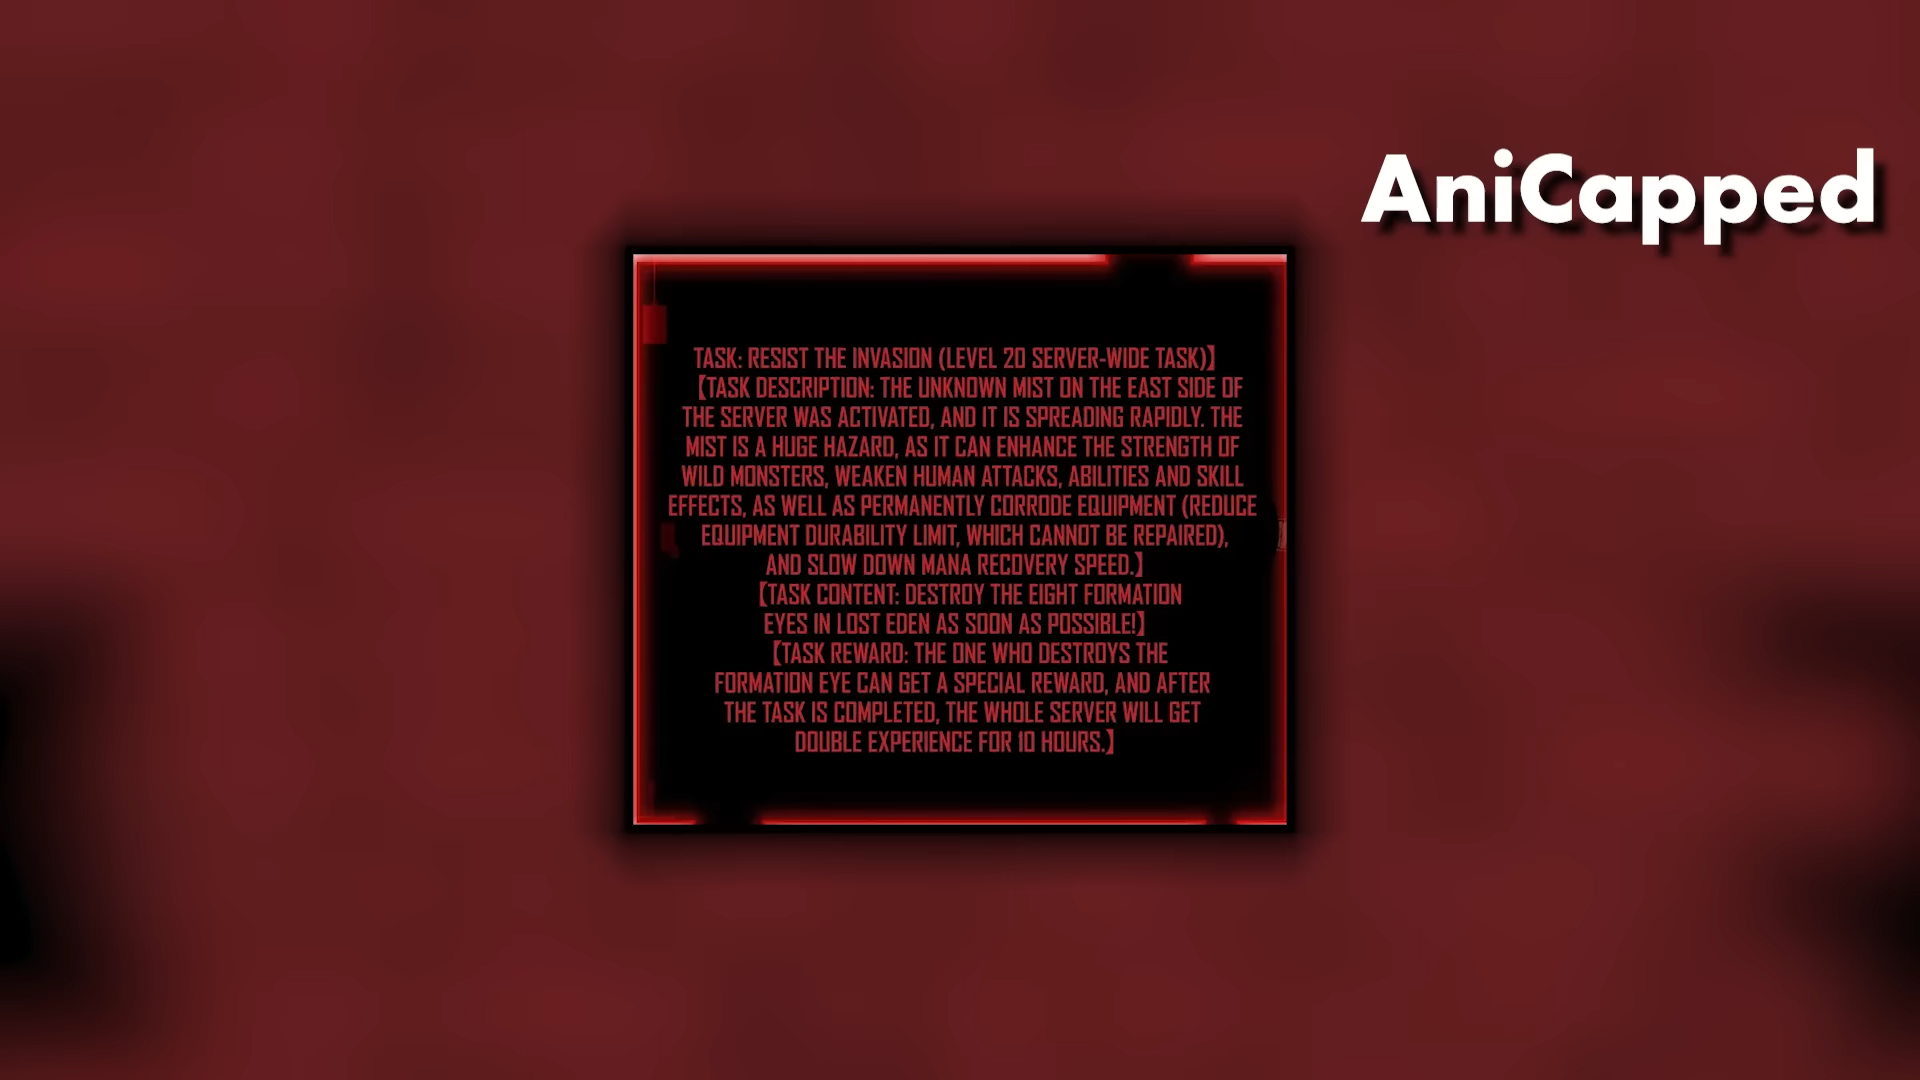 AniCapped
TASK: RESIST THE INVASION (LEVEL 20 SERVER-WIDE TASK)】
【TASK DESCRIPTION: THE UNKNOWN MIST ON THE EAST SIDE OF
THE SERVER WAS ACTIVATED, AND IT IS SPREADING RAPIDLY. THE
MIST IS A HUGE HAZARD, AS IT CAN ENHANCE THE STRENGTH OF
WILD MONSTERS, WEAKEN HUMAN ATTACKS, ABILITIES AND SKILL
EFFECTS, AS WELL AS PERMANENTLY CORRODE EQUIPMENT (REDUCE
EQUIPMENT DURABILITY LIMIT, WHICH CANNOT BE REPAIRED),
AND SLOW DOWN MANA RECOVERY SPEED.】
【TASK CONTENT: DESTROY THE EIGHT FORMATION
EYES IN LOST EDEN AS SOON AS POSSIBLE!】
【TASK REWARD: THE ONE WHO DESTROYS THE
FORMATION EYE CAN GET A SPECIAL REWARD, AND AFTER
THE TASK IS COMPLETED, THE WHOLE SERVER WILL GET
DOUBLE EXPERIENCE FOR 10 HOURS.】